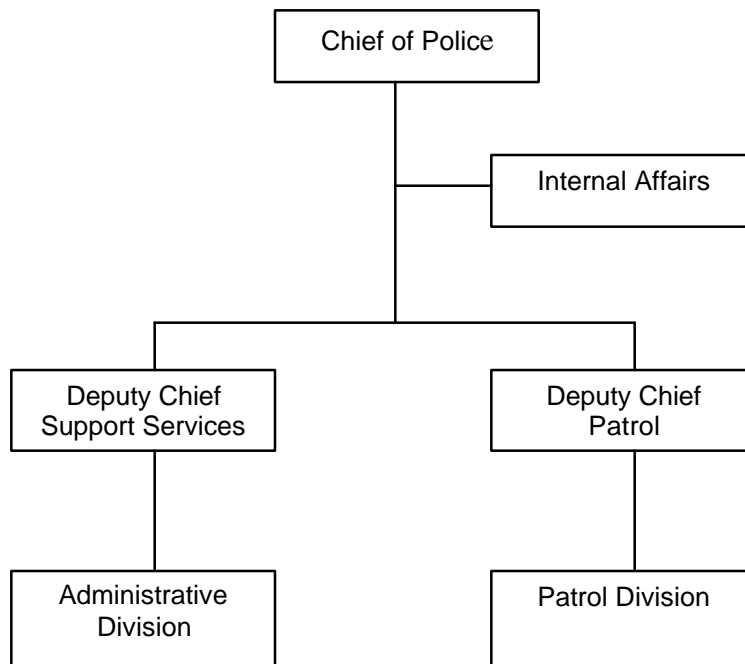 Chief of Police
Internal Affairs
Deputy Chief
Support Services
Deputy Chief
Patrol
Administrative
Division
Patrol Division